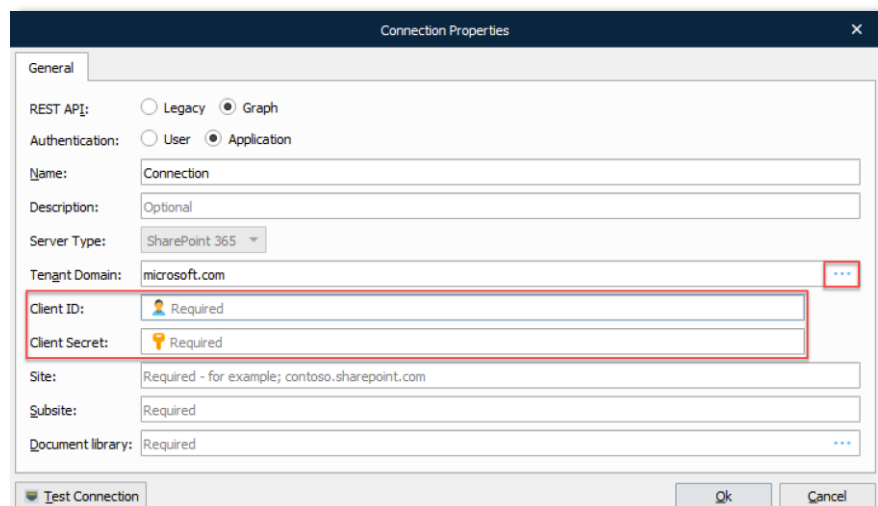 Connection Properties
General
REST API: Legacy Graph
Authentication: User Application
Name: Connection
Description: Optional
Server Type: SharePoint 365
Tenant Domain: microsoft.com
Client ID: Required
Client Secret: Required
Site: Required - for example; contoso.sharepoint.com
Subsite: Required
Document library: Required
Test Connection Ok Cancel